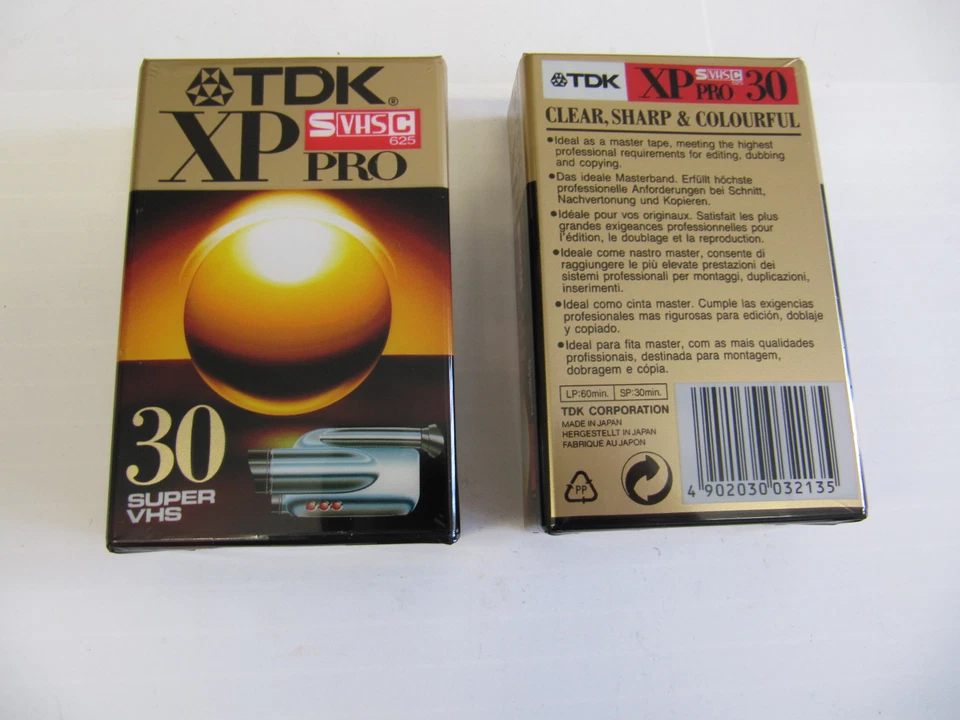 TDK®
XP
S VHS C
625
PRO
30
SUPER
VHS
TDK XP S VHS C PRO 30
CLEAR, SHARP & COLOURFUL
•Ideal as a master tape, meeting the highest
professional requirements for editing, dubbing
and copying.
•Das ideale Masterband. Erfüllt höchste
professionelle Anforderungen bei Schnitt,
Nachvertonung und Kopieren.
•Idéale pour vos originaux. Satisfait les plus
grandes exigeances professionnelles pour
l'édition, le doublage et la reproduction.
•Ideale come nastro master, consente di
raggiungere le più elevate prestazioni dei
sistemi professionali per montaggi, duplicazioni,
inserimenti.
•Ideal como cinta master. Cumple las exigencias
profesionales mas rigurosas para edición, doblaje
y copiado.
•Ideal para fita master, com as mais qualidades
profissionais, destinada para montagem,
dobragem e cópia.
LP:60min. SP:30min.
TDK CORPORATION
MADE IN JAPAN
HERGESTELLT IN JAPAN
FABRIQUE AU JAPON
PP
4 902030 032135